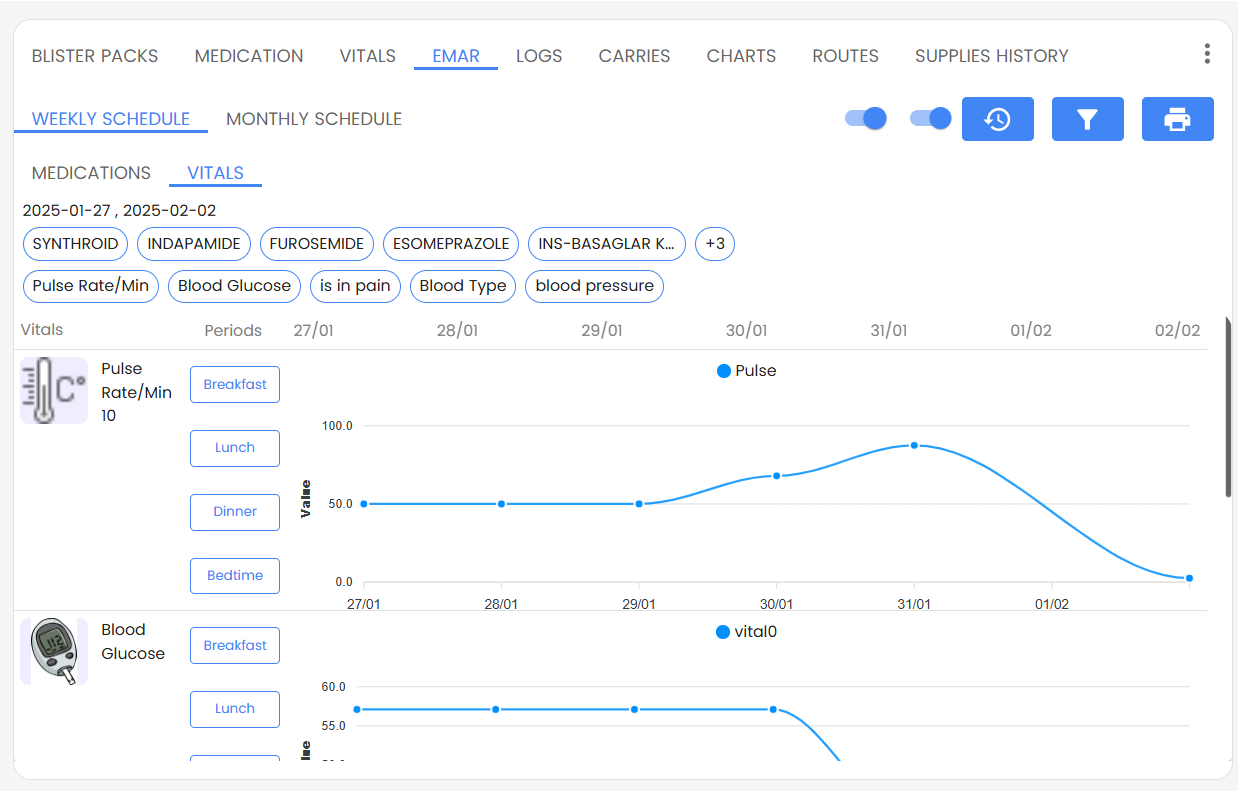 BLISTER PACKS MEDICATION VITALS EMAR LOGS CARRIES CHARTS ROUTES SUPPLIES HISTORY
WEEKLY SCHEDULE MONTHLY SCHEDULE
MEDICATIONS VITALS
2025-01-27 , 2025-02-02
SYNTHROID INDAPAMIDE FUROSEMIDE ESOMEPRAZOLE INS-BASAGLAR K... +3
Pulse Rate/Min Blood Glucose is in pain Blood Type blood pressure
Vitals Periods 27/01 28/01 29/01 30/01 31/01 01/02 02/02
Pulse
Rate/Min
10
C°
Breakfast
Lunch
Dinner
Bedtime
Pulse
100.0
50.0
0.0
Value
27/01 28/01 29/01 30/01 31/01 01/02
Blood
Glucose
Breakfast
Lunch
vital0
60.0
55.0